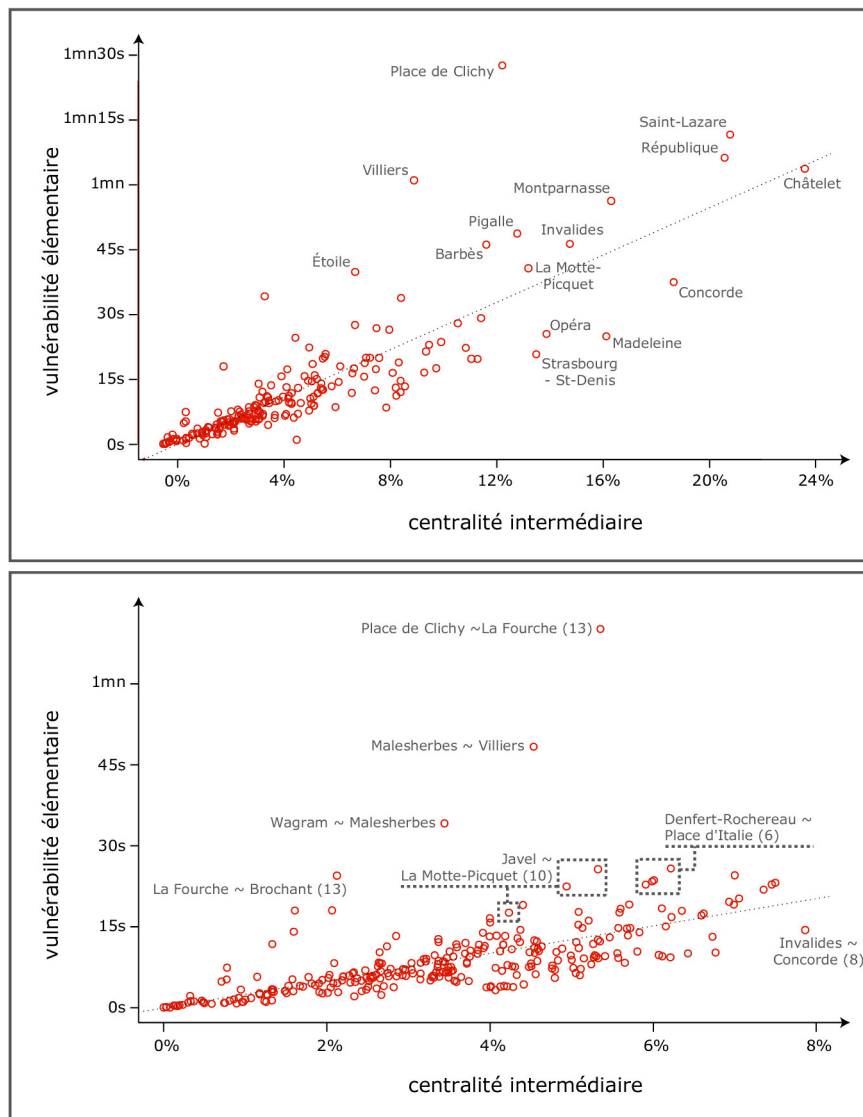 1mn30s
Place de Clichy
1mn15s
Saint-Lazare
République
vulnérabilité élémentaire
Villiers
1mn
Châtelet
Montparnasse
Pigalle
Invalides
45s
Barbès
Étoile
La Motte-
Picquet
Concorde
30s
Opéra
Madeleine
Strasbourg
- St-Denis
15s
0s
0%
4%
8%
12%
16%
20%
24%
centralité intermédiaire
Place de Clichy ~La Fourche (13)
1mn
Malesherbes ~ Villiers
45s
vulnérabilité élémentaire
Wagram ~ Malesherbes
Denfert-Rochereau ~
Place d'Italie (6)
30s
Javel ~
La Motte-Picquet (10)
La Fourche ~ Brochant (13)
15s
Invalides ~
Concorde (8)
0s
0%
2%
4%
6%
8%
centralité intermédiaire